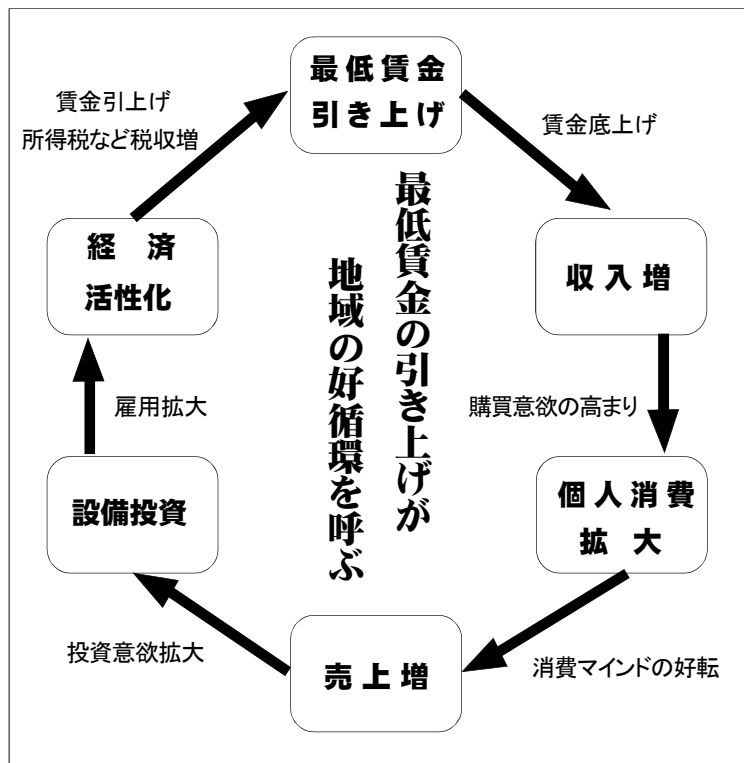 最低賃金
引き上げ
賃金底上げ
収入増
購買意欲の高まり
個人消費
拡大
消費マインドの好転
売上増
投資意欲拡大
設備投資
雇用拡大
経済
活性化
賃金引上げ
所得税など税収増
最低賃金の引き上げが
地域の好循環を呼ぶ